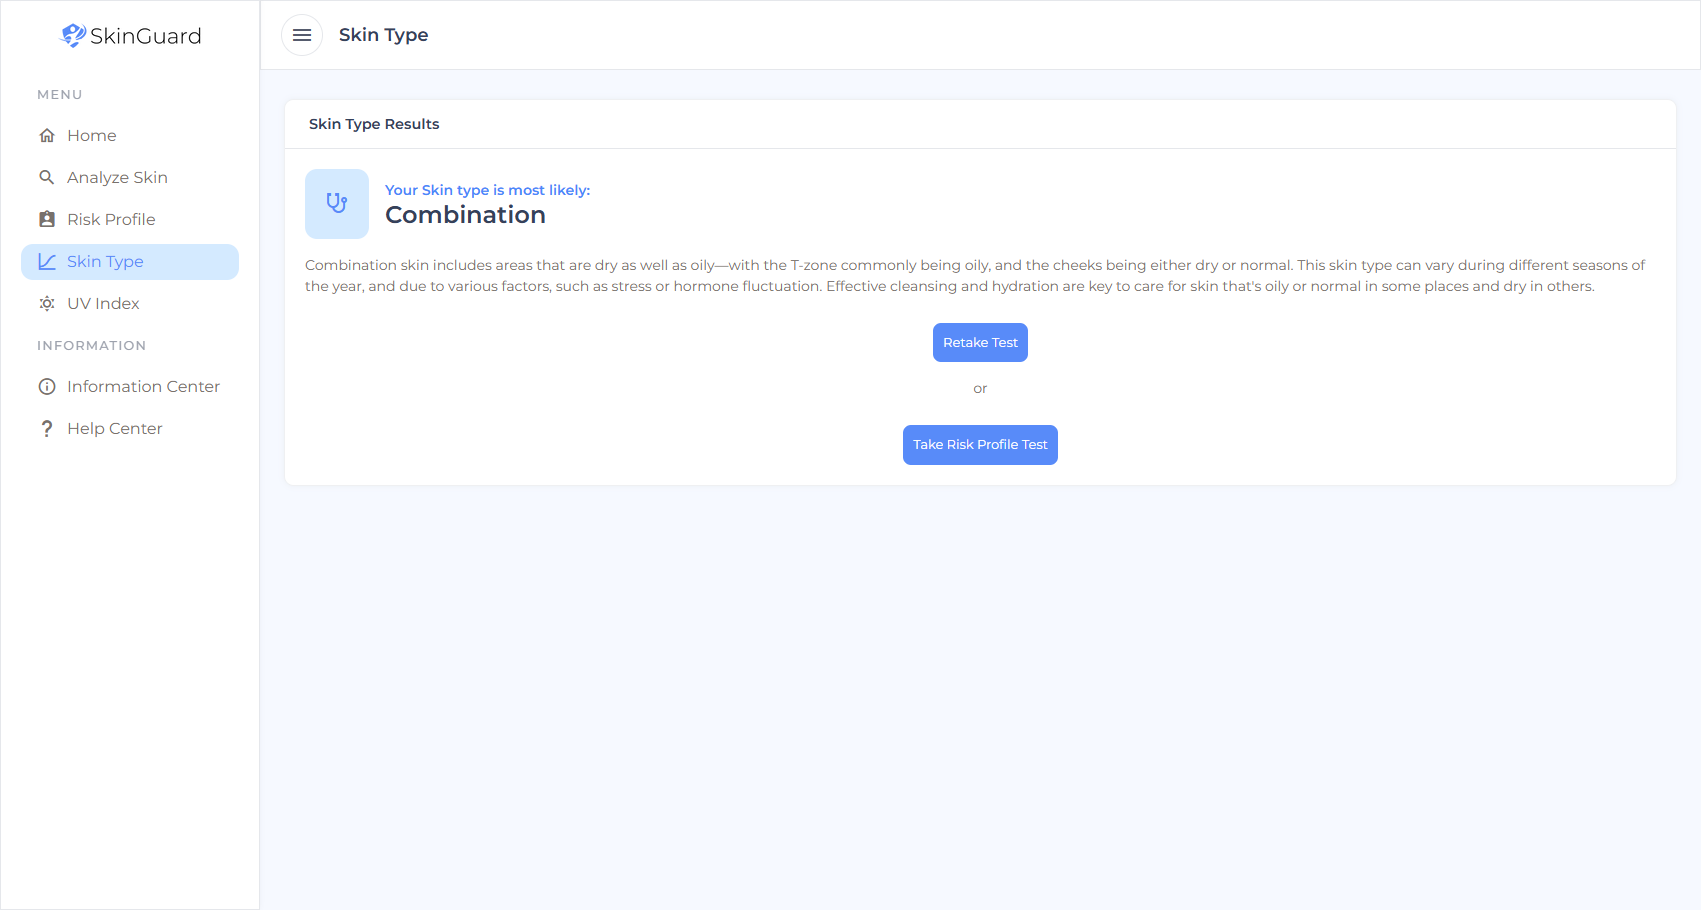 SkinGuard
MENU
Home
Analyze Skin
Risk Profile
Skin Type
UV Index
INFORMATION
Information Center
Help Center
Skin Type
Skin Type Results
Your Skin type is most likely:
Combination
Combination skin includes areas that are dry as well as oily—with the T-zone commonly being oily, and the cheeks being either dry or normal. This skin type can vary during different seasons of
the year, and due to various factors, such as stress or hormone fluctuation. Effective cleansing and hydration are key to care for skin that's oily or normal in some places and dry in others.
Retake Test
or
Take Risk Profile Test